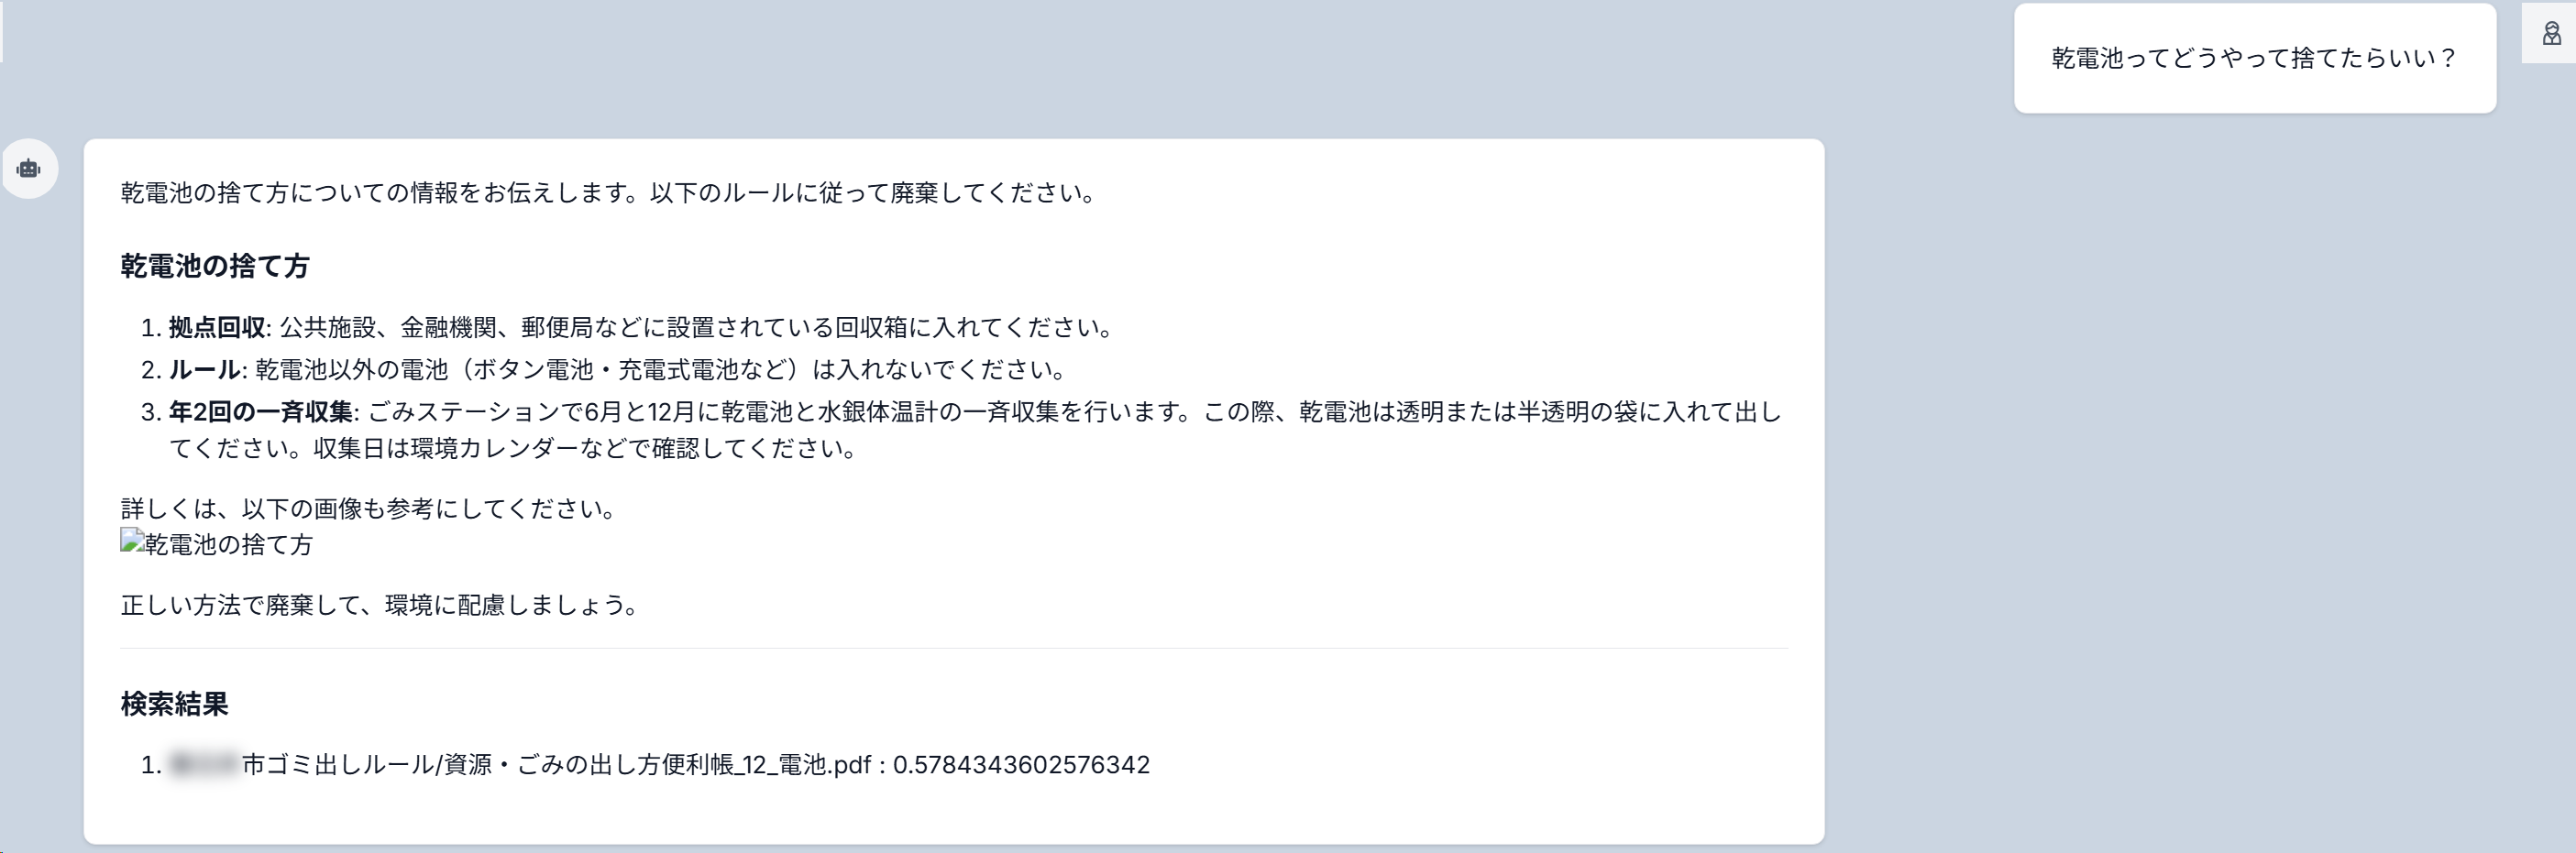 乾電池ってどうやって捨てたらいい？
乾電池の捨て方についての情報をお伝えします。以下のルールに従って廃棄してください。
乾電池の捨て方
1. 拠点回収: 公共施設、金融機関、郵便局などに設置されている回収箱に入れてください。
2. ルール: 乾電池以外の電池（ボタン電池・充電式電池など）は入れないでください。
3. 年2回の一斉収集: ごみステーションで6月と12月に乾電池と水銀体温計の一斉収集を行います。この際、乾電池は透明または半透明の袋に入れて出し
てください。収集日は環境カレンダーなどで確認してください。
詳しくは、以下の画像も参考にしてください。
乾電池の捨て方
正しい方法で廃棄して、環境に配慮しましょう。
検索結果
1. 市ゴミ出しルール/資源・ごみの出し方便利帳_12_電池.pdf : 0.5784343602576342